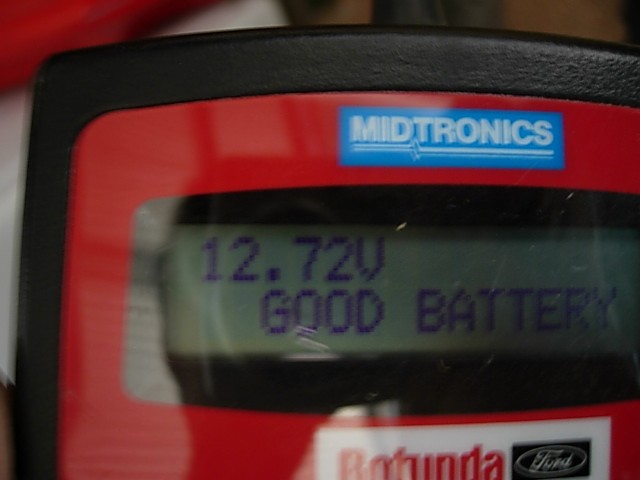 MIDTRONICS
12.72V
GOOD BATTERY
Rotunda
Ford